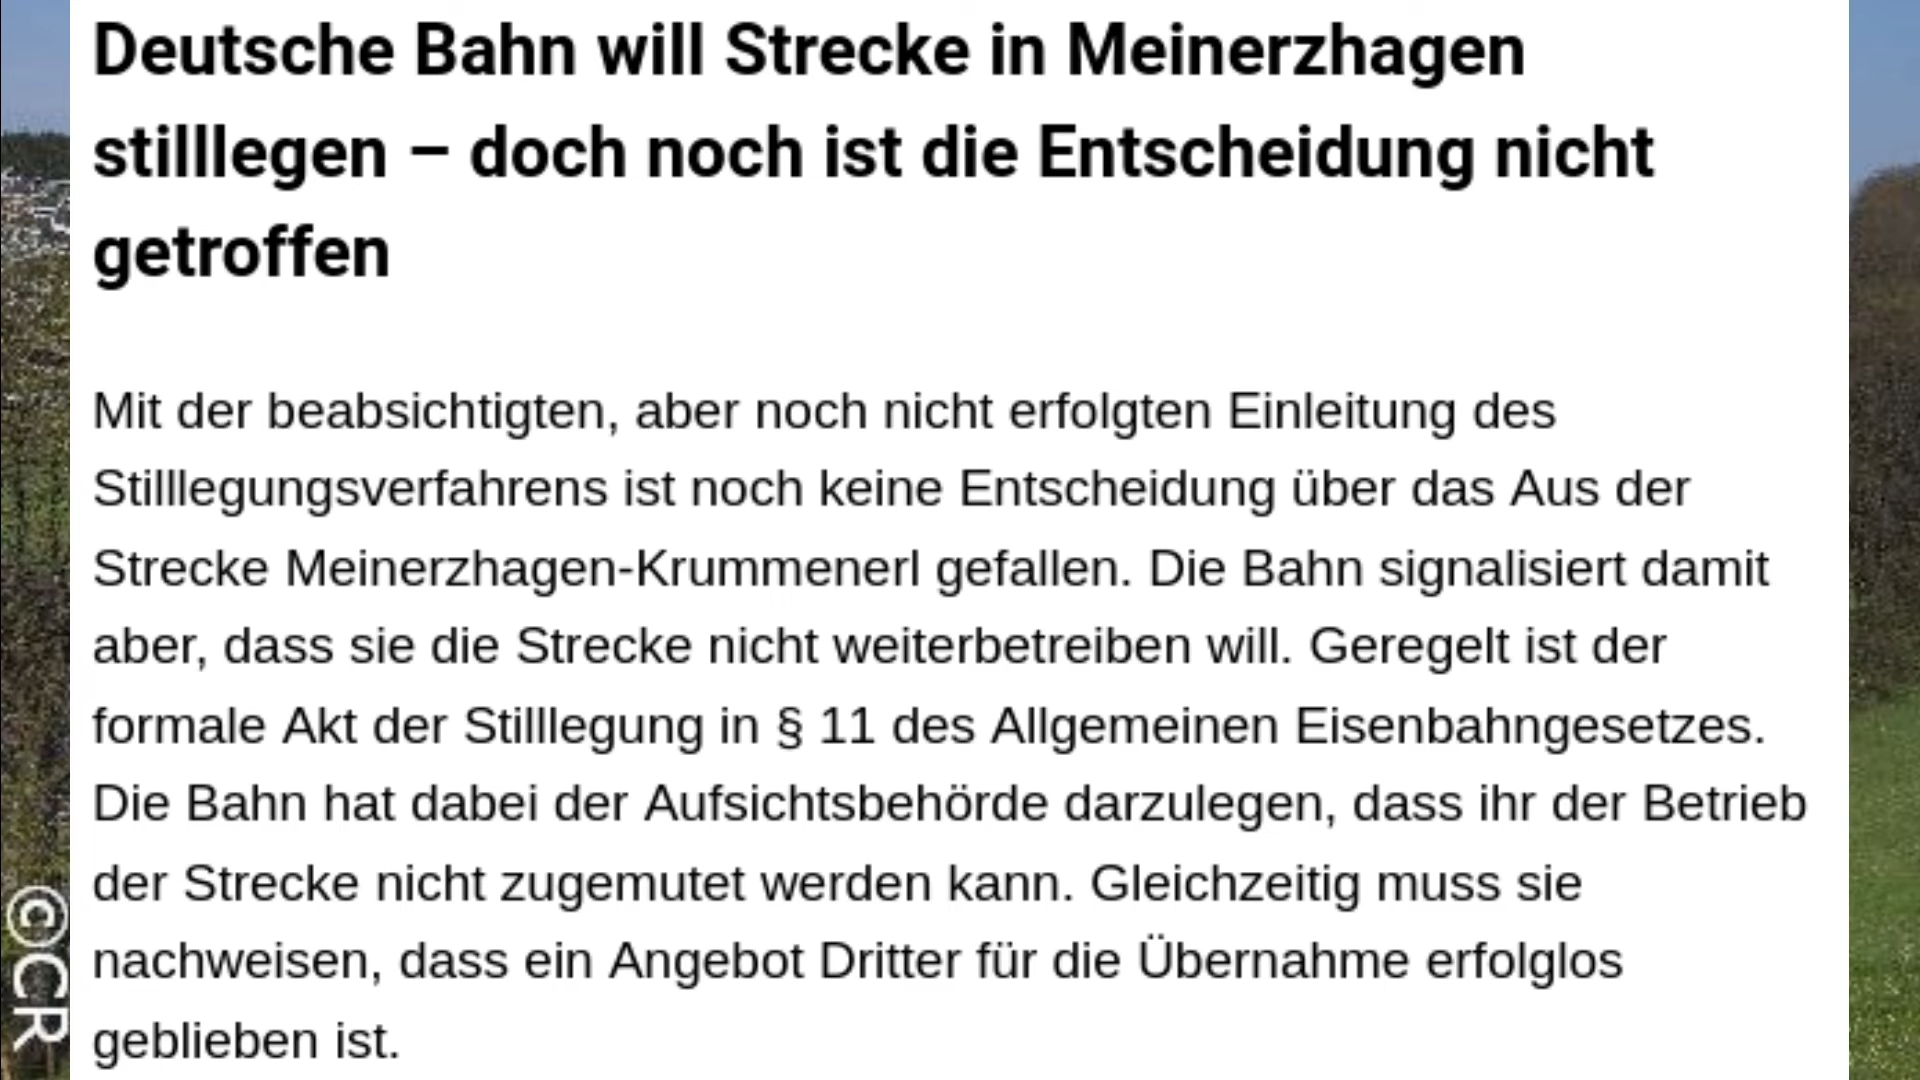 Deutsche Bahn will Strecke in Meinerzhagen
stilllegen – doch noch ist die Entscheidung nicht
getroffen
Mit der beabsichtigten, aber noch nicht erfolgten Einleitung des
Stilllegungsverfahrens ist noch keine Entscheidung über das Aus der
Strecke Meinerzhagen-Krummenerl gefallen. Die Bahn signalisiert damit
aber, dass sie die Strecke nicht weiterbetreiben will. Geregelt ist der
formale Akt der Stilllegung in § 11 des Allgemeinen Eisenbahngesetzes.
Die Bahn hat dabei der Aufsichtsbehörde darzulegen, dass ihr der Betrieb
der Strecke nicht zugemutet werden kann. Gleichzeitig muss sie
nachweisen, dass ein Angebot Dritter für die Übernahme erfolglos
geblieben ist.
©CR